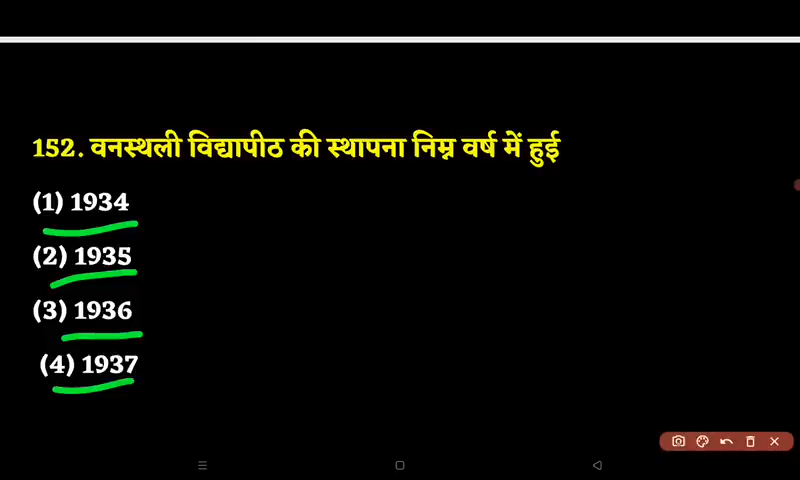 152. वनस्थली विद्यापीठ की स्थापना निम्न वर्ष में हुई
(1) 1934
(2) 1935
(3) 1936
(4) 1937